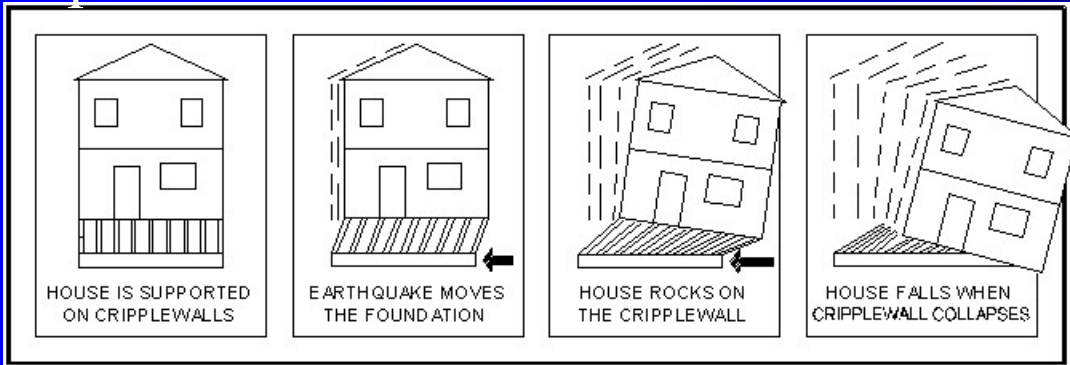 HOUSE IS SUPPORTED
ON CRIPPLEWALLS
EARTHQUAKE MOVES
THE FOUNDATION
HOUSE ROCKS ON
THE CRIPPLEWALL
HOUSE FALLS WHEN
CRIPPLEWALL COLLAPSES